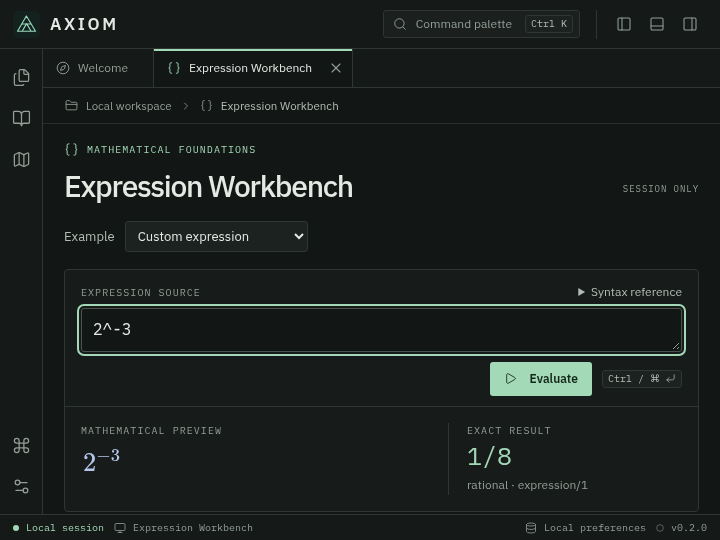 AXIOM
Command palette Ctrl K
Welcome
Expression Workbench
Local workspace
Expression Workbench
MATHEMATICAL FOUNDATIONS
Expression Workbench
SESSION ONLY
Example Custom expression
EXPRESSION SOURCE
Syntax reference
2^-3
Evaluate Ctrl / ⌘ ↵
MATHEMATICAL PREVIEW
2⁻³
EXACT RESULT
1/8
rational · expression/1
Local session Expression Workbench Local preferences v0.2.0